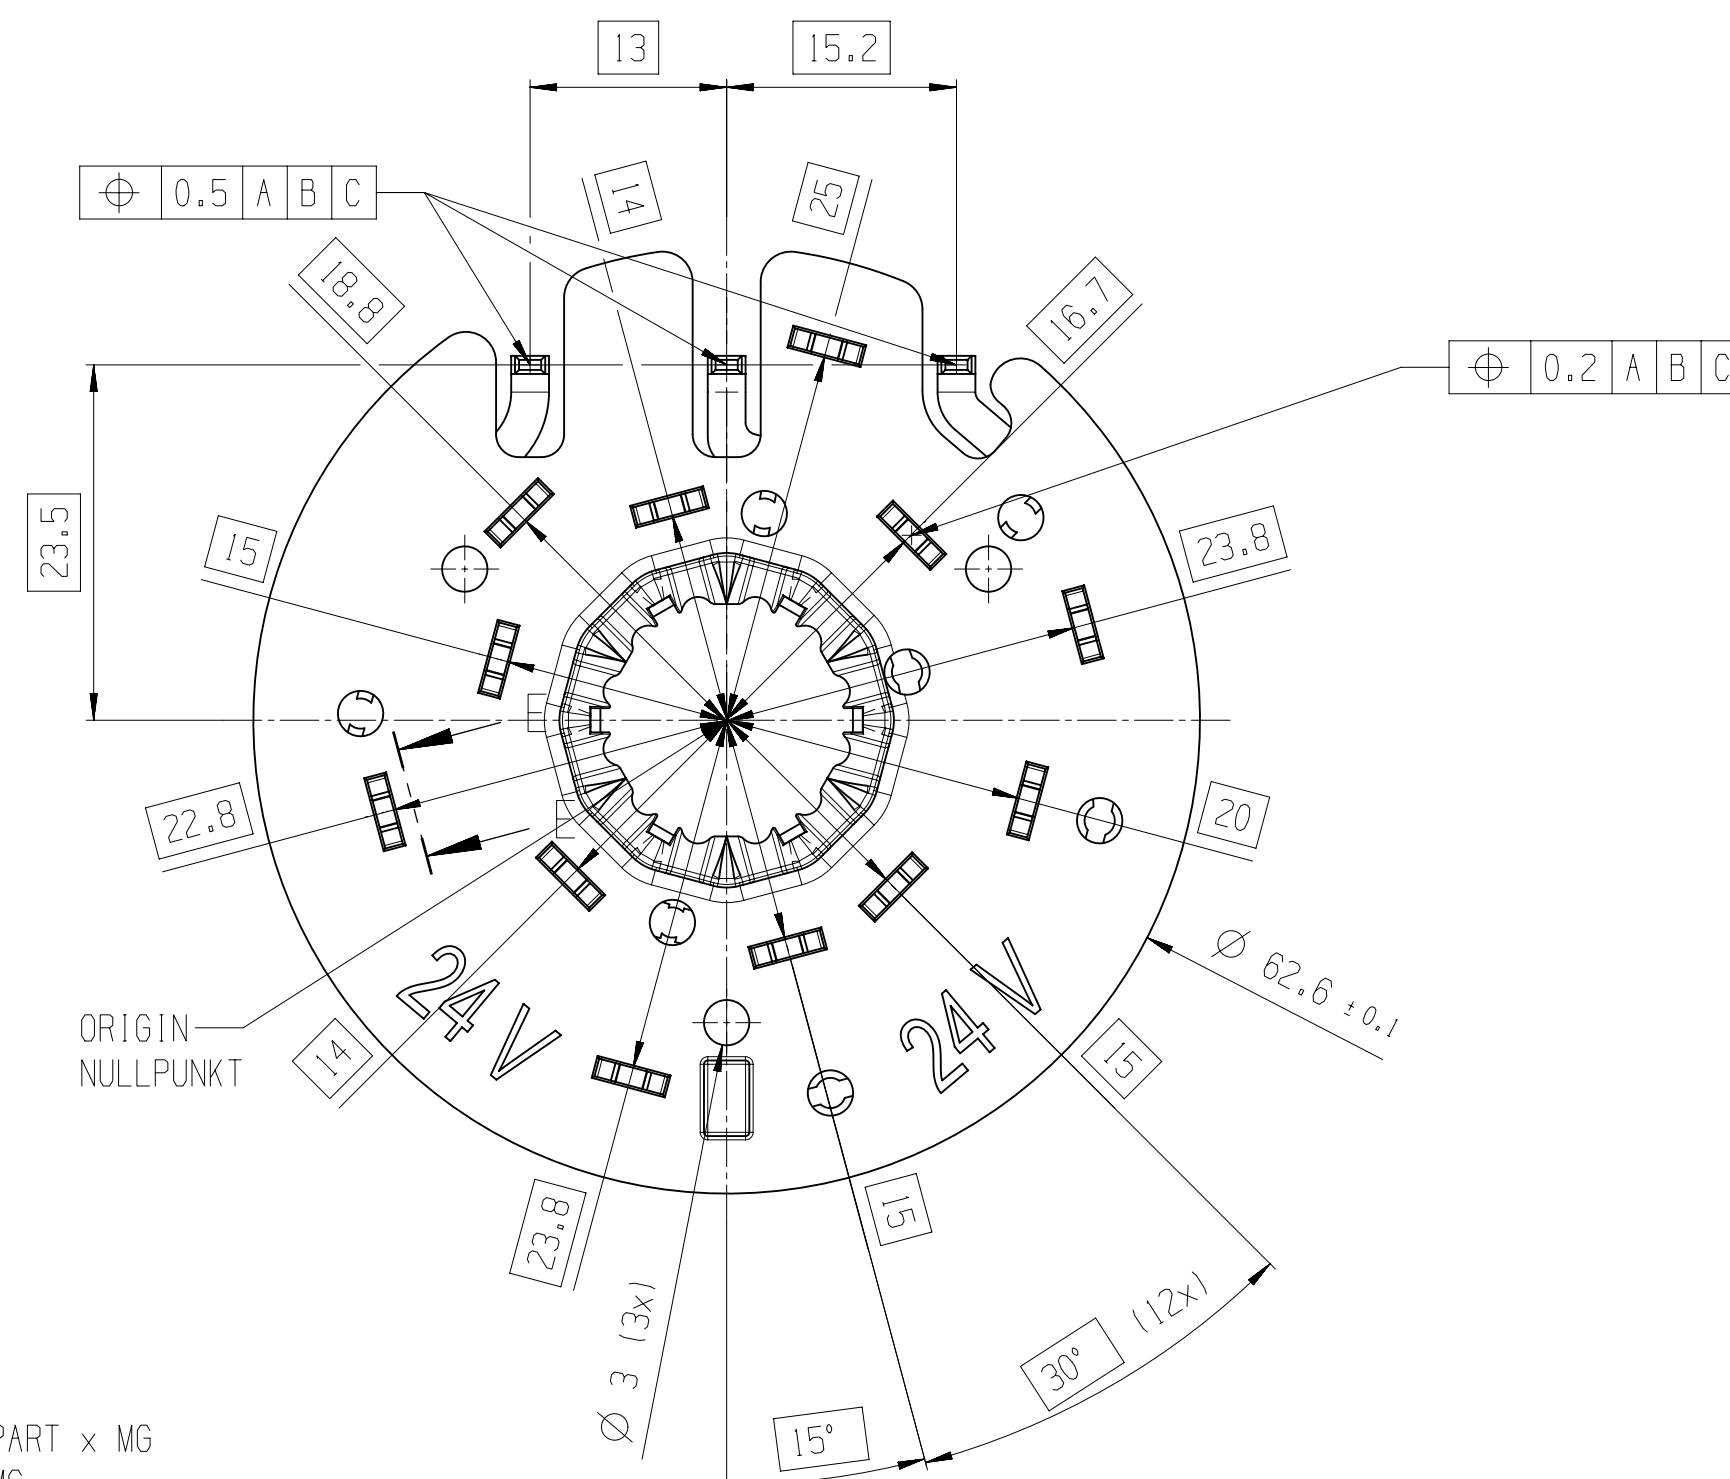 13
15.2
⌖ 0.5 A B C
14
25
18.8
16.7
⌖ 0.2 A B C
23.5
15
23.8
E
22.8
E
20
24V
24V
Ø 62.6 ±0.1
ORIGIN
NULLPUNKT
14
15
23.8
15
Ø 3 (3x)
30° (12x)
15°
PART x MG